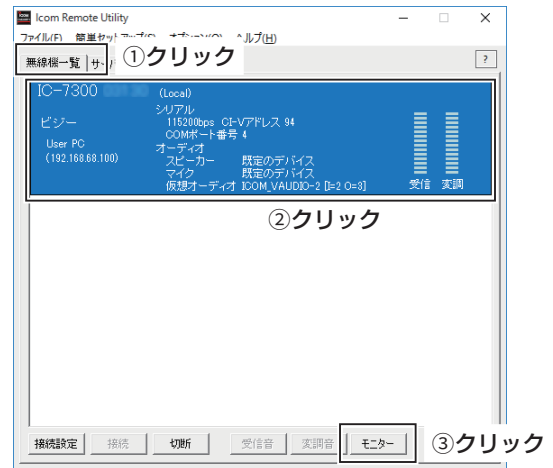 Icom Remote Utility
ファイル(F) 簡単セットアップ(S) オプション(O) ヘルプ(H)
無線機一覧 サ
①クリック
?
IC-7300 (Local)
シリアル
ビジー 115200bps CI-Vアドレス 94
COMポート番号 4
User PC オーディオ
(192.168.68.100) スピーカー 既定のデバイス
マイク 既定のデバイス
仮想オーディオ ICOM_VAUDIO-2 [I=2 O=3] 受信 変調
②クリック
接続設定 接続 切断 受信音 変調音 モニター ③クリック